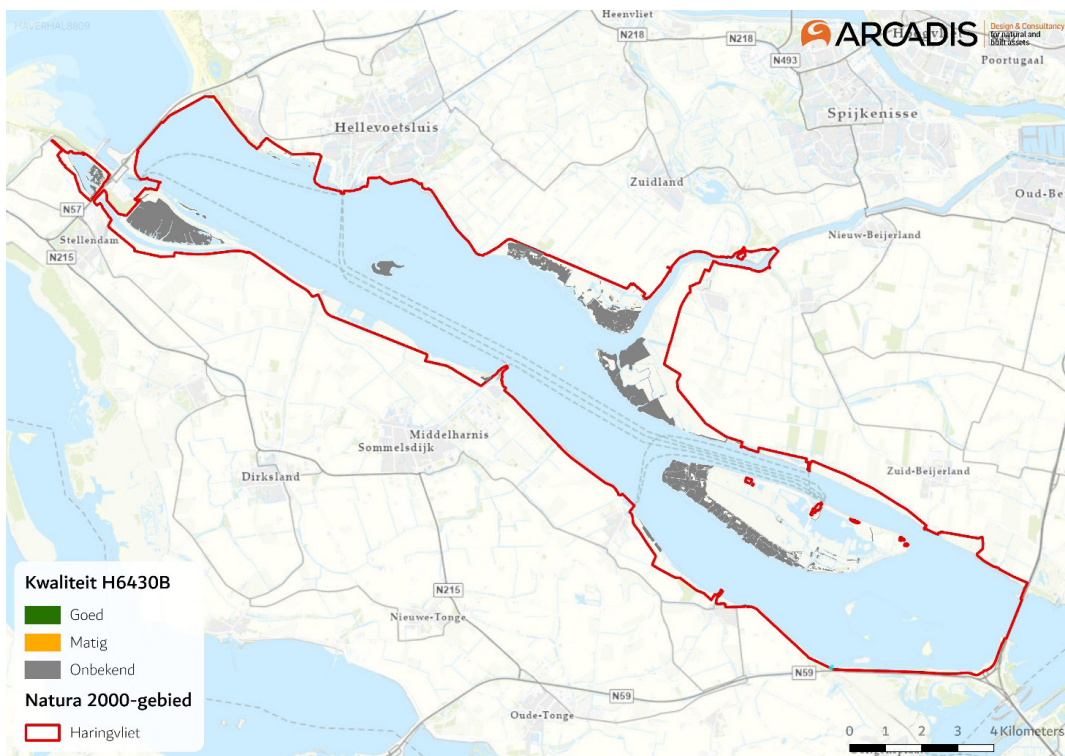 HAVERHALS809
Heenvliet
N218
N218
ARCADIS
Design & Consultancy
for natural and
built assets
N493
Poortugaal
Hellevoetsluis
Spijkenisse
Zuidland
Oud-Be
N57
Stellendam
N215
Nieuw-Beijerland
Middelharnis
Sommelsdijk
Dirksland
Zuid-Beijerland
Kwaliteit H6430B
Goed
Matig
Onbekend
Natura 2000-gebied
Haringvliet
N215
Nieuwe-Tonge
N59
N59
Oude-Tonge
0 1 2 3 4 Kilometers